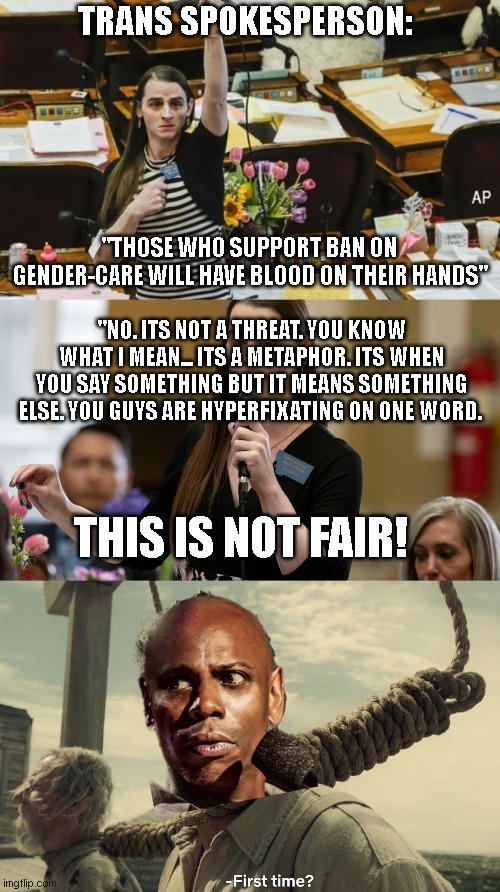 TRANS SPOKESPERSON:
AP
"THOSE WHO SUPPORT BAN ON
GENDER-CARE WILL HAVE BLOOD ON THEIR HANDS"
"NO. ITS NOT A THREAT. YOU KNOW
WHAT I MEAN... ITS A METAPHOR. ITS WHEN
YOU SAY SOMETHING BUT IT MEANS SOMETHING
ELSE. YOU GUYS ARE HYPERFIXATING ON ONE WORD.
THIS IS NOT FAIR!
-First time?
imgflip.com